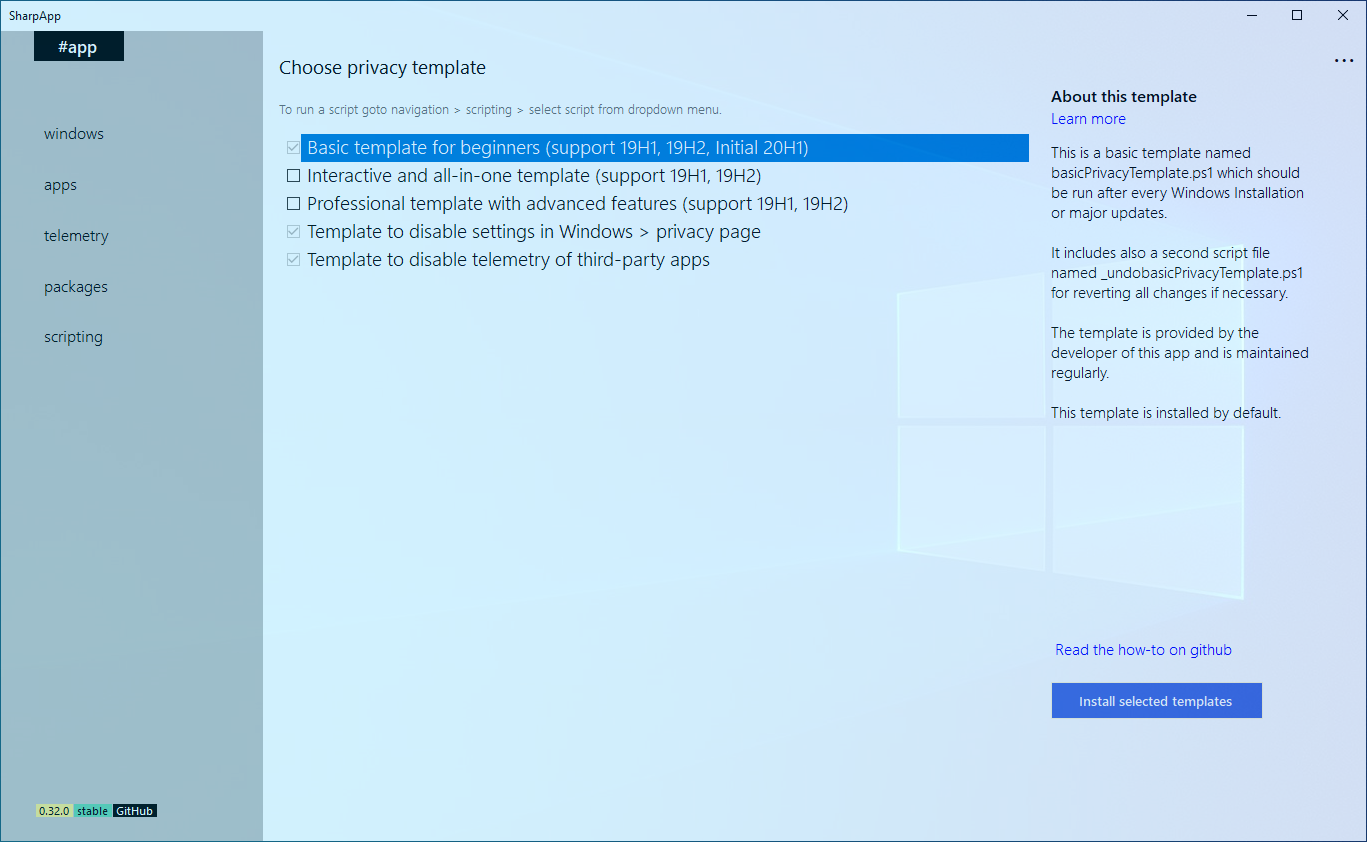 SharpApp
#app
windows
apps
telemetry
packages
scripting
0.32.0 stable GitHub
Choose privacy template
To run a script goto navigation > scripting > select script from dropdown menu.
Basic template for beginners (support 19H1, 19H2, Initial 20H1)
Interactive and all-in-one template (support 19H1, 19H2)
Professional template with advanced features (support 19H1, 19H2)
Template to disable settings in Windows > privacy page
Template to disable telemetry of third-party apps
...
About this template
Learn more
This is a basic template named
basicPrivacyTemplate.ps1 which should
be run after every Windows Installation
or major updates.
It includes also a second script file
named _undobasicPrivacyTemplate.ps1
for reverting all changes if necessary.
The template is provided by the
developer of this app and is maintained
regularly.
This template is installed by default.
Read the how-to on github
Install selected templates